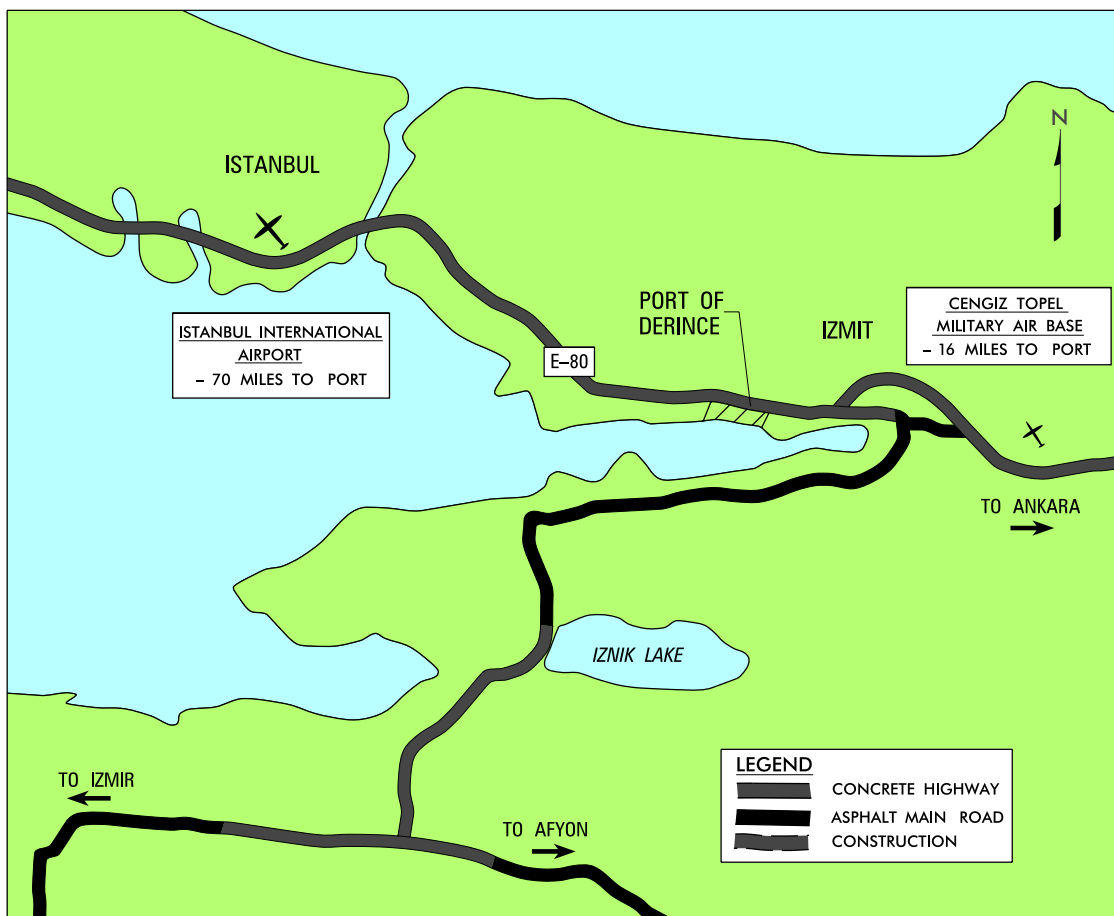 N
ISTANBUL
ISTANBUL INTERNATIONAL
AIRPORT
– 70 MILES TO PORT
E–80
PORT OF
DERINCE
IZMIT
CENGIZ TOPEL
MILITARY AIR BASE
– 16 MILES TO PORT
TO ANKARA
IZNIK LAKE
TO IZMIR
TO AFYON
LEGEND
CONCRETE HIGHWAY
ASPHALT MAIN ROAD
CONSTRUCTION